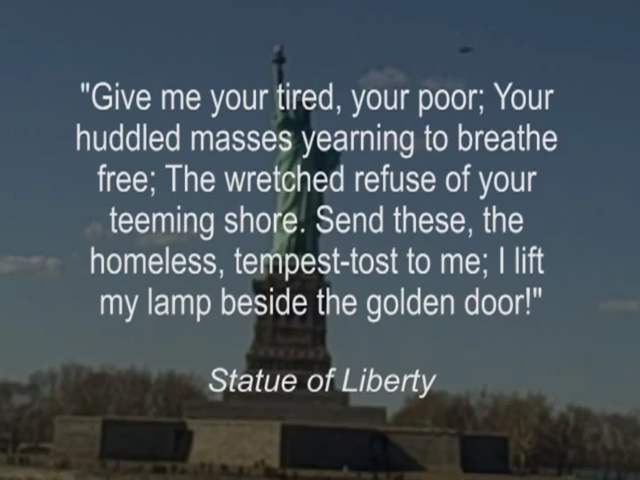 "Give me your tired, your poor; Your
huddled masses yearning to breathe
free; The wretched refuse of your
teeming shore. Send these, the
homeless, tempest-tost to me; I lift
my lamp beside the golden door!"
Statue of Liberty